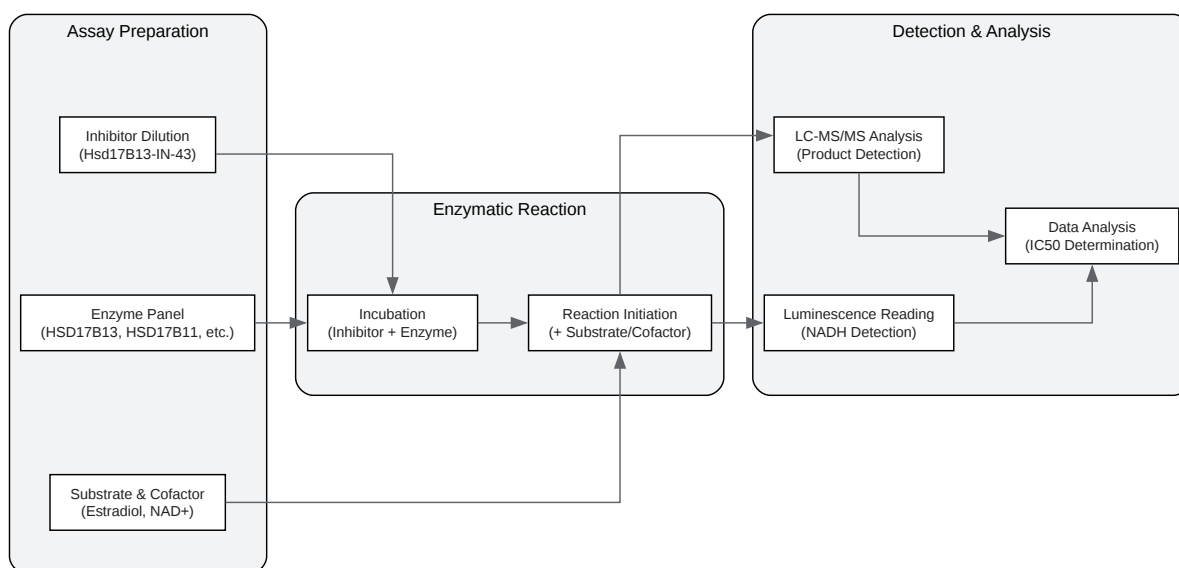 Assay Preparation
Inhibitor Dilution
(Hsd17B13-IN-43)
Enzyme Panel
(HSD17B13, HSD17B11, etc.)
Substrate & Cofactor
(Estradiol, NAD+)
Enzymatic Reaction
Incubation
(Inhibitor + Enzyme)
Reaction Initiation
(+ Substrate/Cofactor)
Detection & Analysis
LC-MS/MS Analysis
(Product Detection)
Data Analysis
(IC50 Determination)
Luminescence Reading
(NADH Detection)